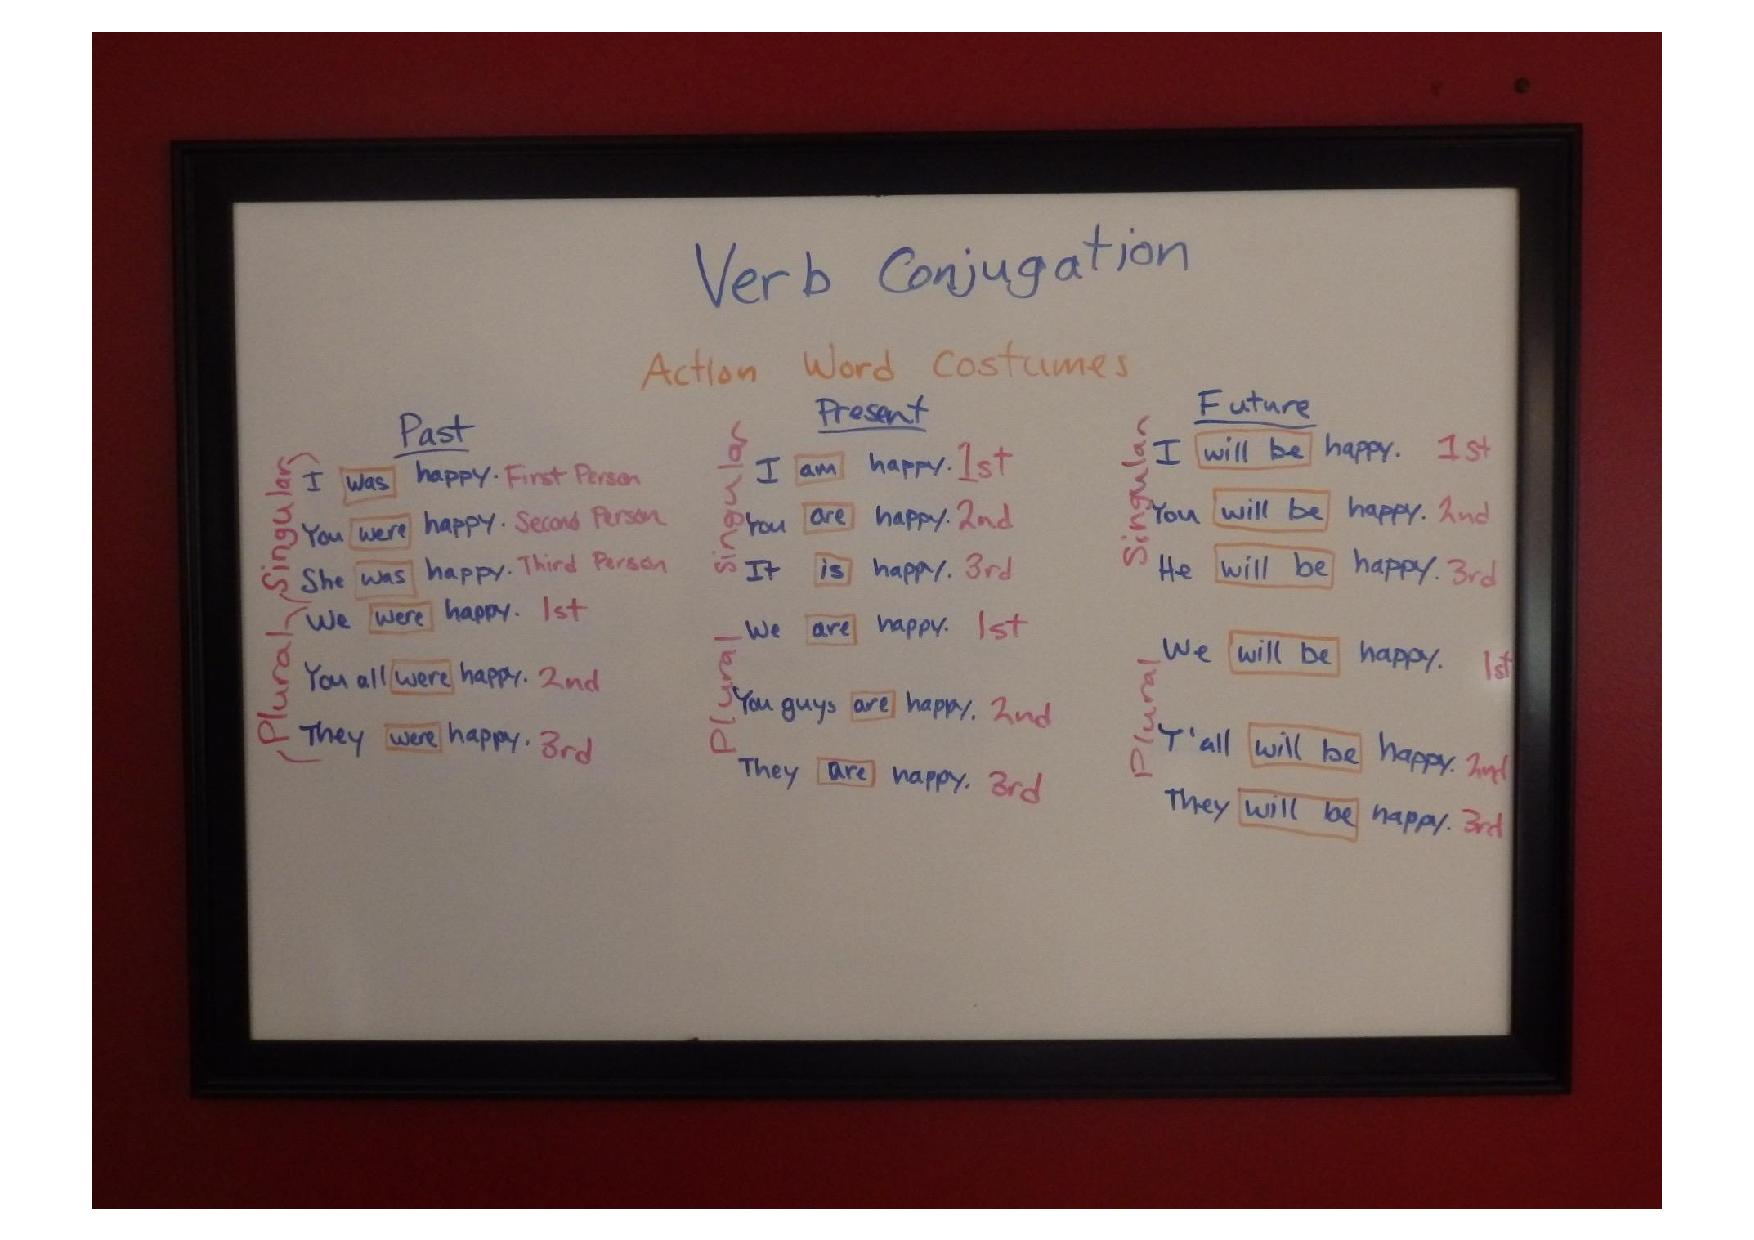 Verb Conjugation
Action Word Costumes
Past
Singular
I was happy. First Person
You were happy. Second Person
She was happy. Third Person
Plural
We were happy. 1st
You all were happy. 2nd
They were happy. 3rd
Present
Singular
I am happy. 1st
You are happy. 2nd
It is happy. 3rd
Plural
We are happy. 1st
You guys are happy. 2nd
They are happy. 3rd
Future
Singular
I will be happy. 1st
You will be happy. 2nd
He will be happy. 3rd
Plural
We will be happy. 1st
Y'all will be happy. 2nd
They will be happy. 3rd